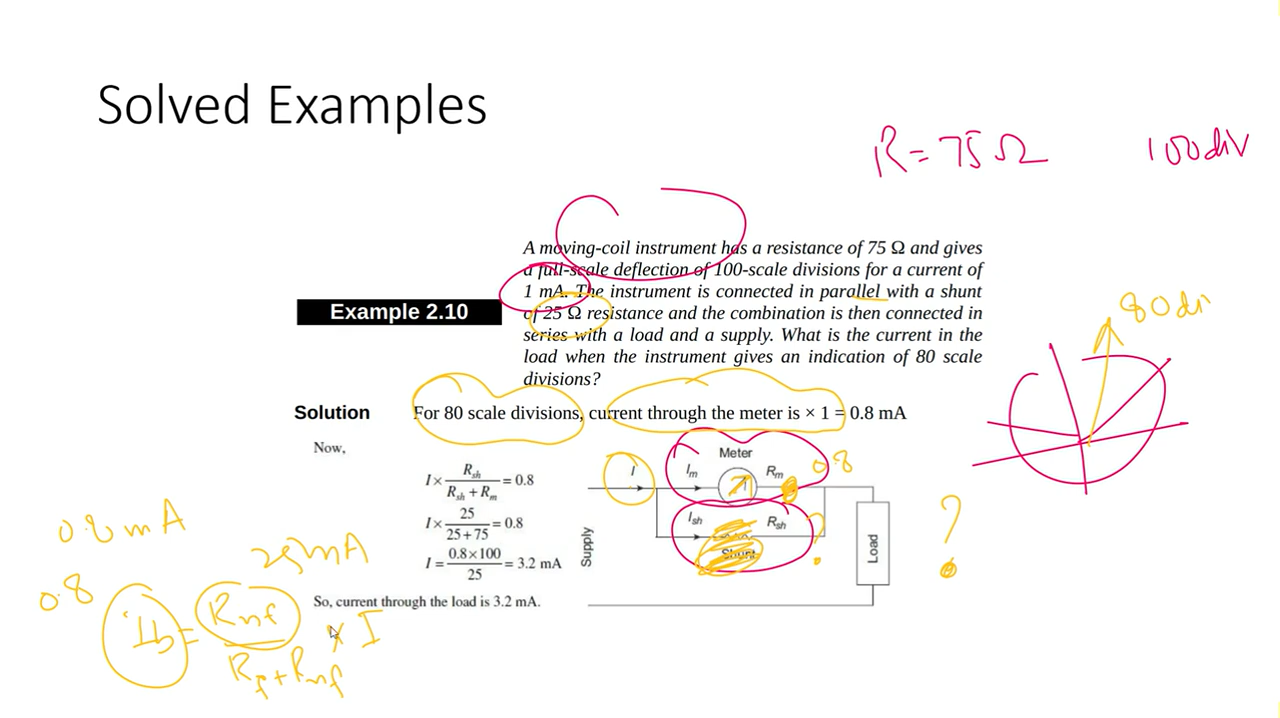 Solved Examples
R = 75 Ω
100 div
A moving-coil instrument has a resistance of 75 Ω and gives
a full-scale deflection of 100-scale divisions for a current of
1 mA. The instrument is connected in parallel with a shunt
of 25 Ω resistance and the combination is then connected in
series with a load and a supply. What is the current in the
load when the instrument gives an indication of 80 scale
divisions?
Example 2.10
80 di
Solution For 80 scale divisions, current through the meter is × 1 = 0.8 mA
Now,
I × Rsh / (Rsh + Rm) = 0.8
I × 25 / (25 + 75) = 0.8
I = 0.8 × 100 / 25 = 3.2 mA
So, current through the load is 3.2 mA.
Meter
I
Im
Rm
0.8
Ish
Rsh
?
Shunt
Supply
Load
?
0.8 mA
25 mA
0.8
Ib = Rnf / (Rf + Rnf) × I